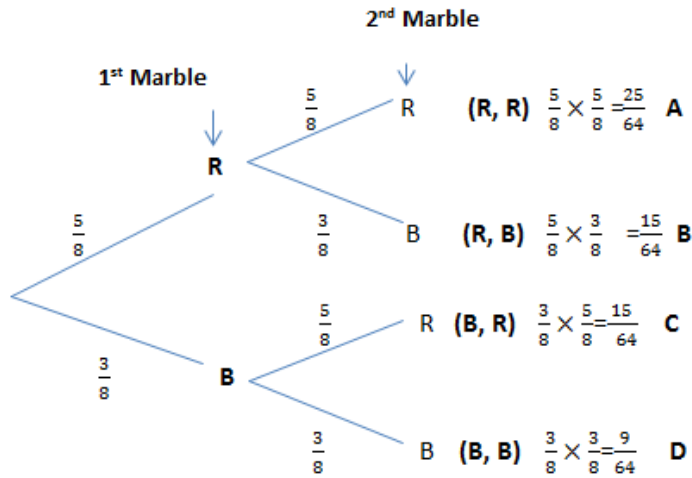 2nd Marble
1st Marble
5/8 R (R, R) 5/8 × 5/8 = 25/64 A
R
5/8 3/8 B (R, B) 5/8 × 3/8 = 15/64 B
5/8 R (B, R) 3/8 × 5/8 = 15/64 C
3/8 B
3/8 B (B, B) 3/8 × 3/8 = 9/64 D